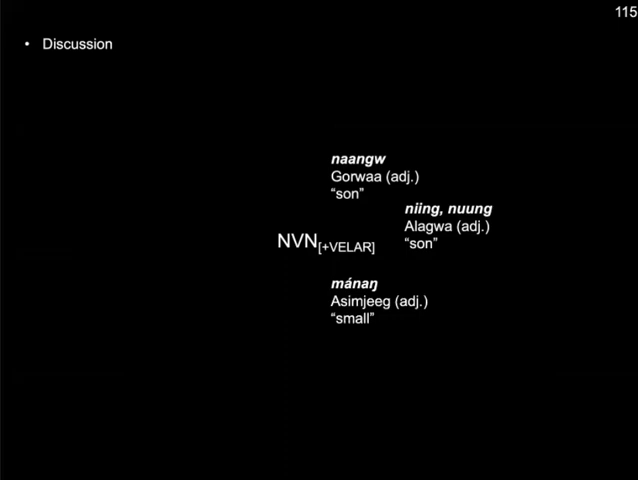 115
• Discussion
naangw
Gorwaa (adj.)
“son”
niing, nuung
Alagwa (adj.)
“son”
NVN[+VELAR]
mánaŋ
Asimjeeg (adj.)
“small”